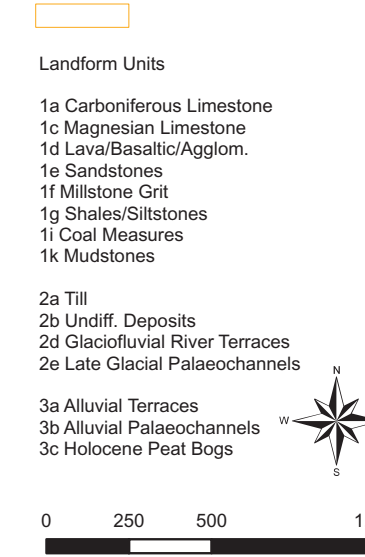 Landform Units
1a Carboniferous Limestone
1c Magnesian Limestone
1d Lava/Basaltic/Agglom.
1e Sandstones
1f Millstone Grit
1g Shales/Siltstones
1i Coal Measures
1k Mudstones
2a Till
2b Undiff. Deposits
2d Glaciofluvial River Terraces
2e Late Glacial Palaeochannels
3a Alluvial Terraces
3b Alluvial Palaeochannels
3c Holocene Peat Bogs
N
W
S
0 250 500 1